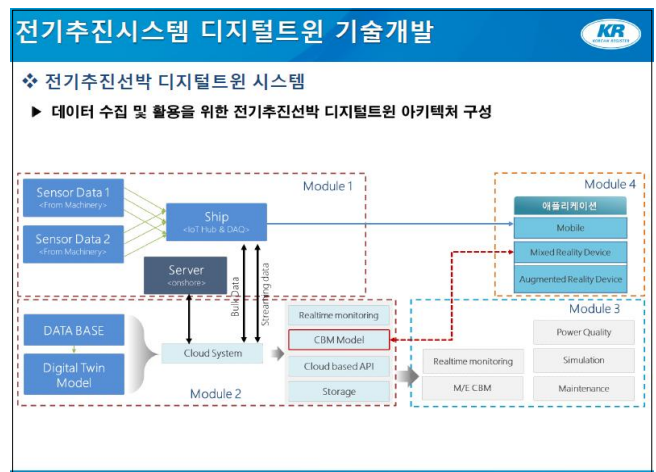 전기추진시스템 디지털트윈 기술개발
KR
KOREAN REGISTER
❖ 전기추진선박 디지털트윈 시스템
▶ 데이터 수집 및 활용을 위한 전기추진선박 디지털트윈 아키텍처 구성
Module 1
Sensor Data 1
<From Machinery>
Sensor Data 2
<From Machinery>
Ship
<IoT Hub & DAQ>
Server
<onshore>
Bulk Data
Streaming data
Module 4
애플리케이션
Mobile
Mixed Reality Device
Augmented Reality Device
DATA BASE
Digital Twin
Model
Cloud System
Module 2
Realtime monitoring
CBM Model
Cloud based API
Storage
Module 3
Realtime monitoring
M/E CBM
Power Quality
Simulation
Maintenance